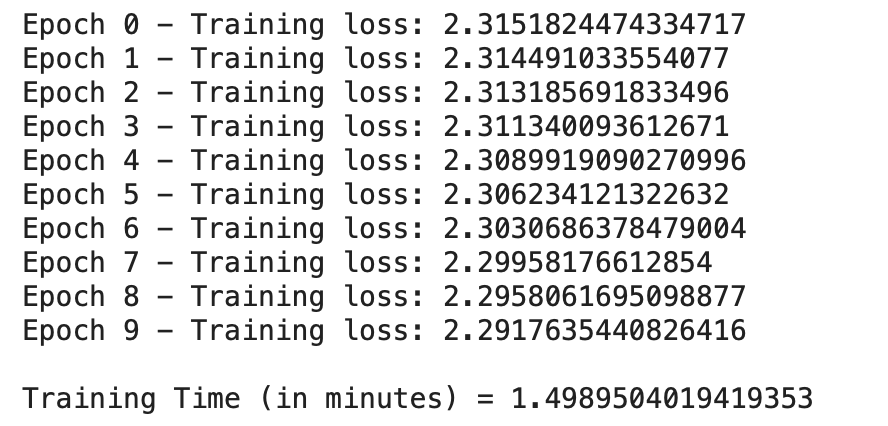 Epoch 0 – Training loss: 2.3151824474334717
Epoch 1 – Training loss: 2.314491033554077
Epoch 2 – Training loss: 2.313185691833496
Epoch 3 – Training loss: 2.311340093612671
Epoch 4 – Training loss: 2.3089919090270996
Epoch 5 – Training loss: 2.306234121322632
Epoch 6 – Training loss: 2.3030686378479004
Epoch 7 – Training loss: 2.29958176612854
Epoch 8 – Training loss: 2.2958061695098877
Epoch 9 – Training loss: 2.2917635440826416
Training Time (in minutes) = 1.4989504019419353